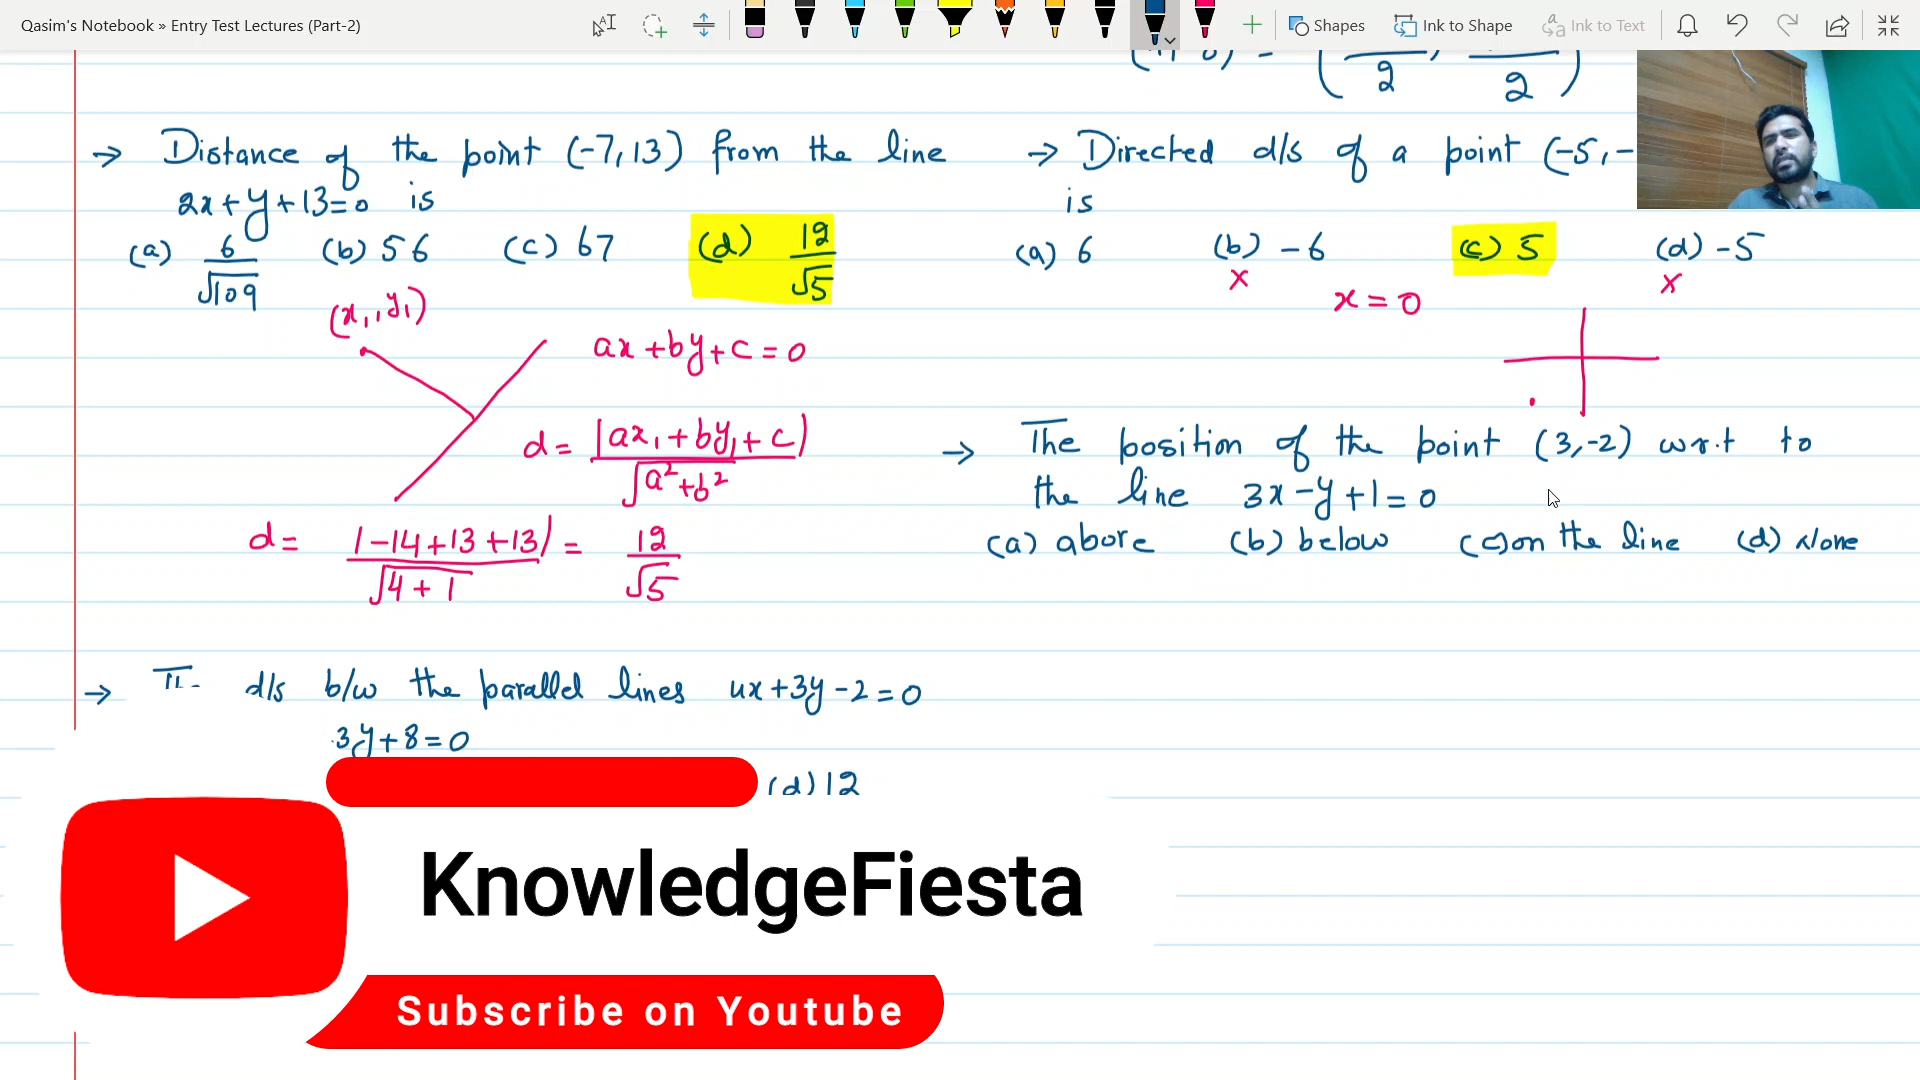 Qasim's Notebook » Entry Test Lectures (Part-2)
Shapes
Ink to Shape
Ink to Text
2
2
→ Distance of the point (-7,13) from the line
2x+y+13=0 is
(a) 6/√109 (b) 56 (c) 67 (d) 12/√5
(x₁,y₁)
ax+by+c=0
d= |ax₁+by₁+c|/√a²+b²
d= |-14+13+13|/√4+1 = 12/√5
→ Directed d/s of a point (-5,-
is
(a) 6 (b) -6 (c) 5 (d) -5
x x
x=0
→ The position of the point (3,-2) w.r.t to
the line 3x-y+1=0
(a) above (b) below (c) on the line (d) None
→ d/s b/w the parallel lines 4x+3y-2=0
3y+8=0
(d) 12
KnowledgeFiesta
Subscribe on Youtube